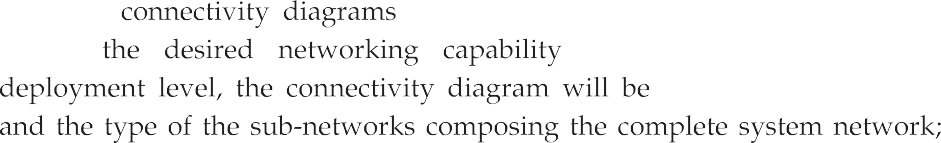 connectivity diagrams
the desired networking capability
deployment level, the connectivity diagram will be
and the type of the sub-networks composing the complete system network;